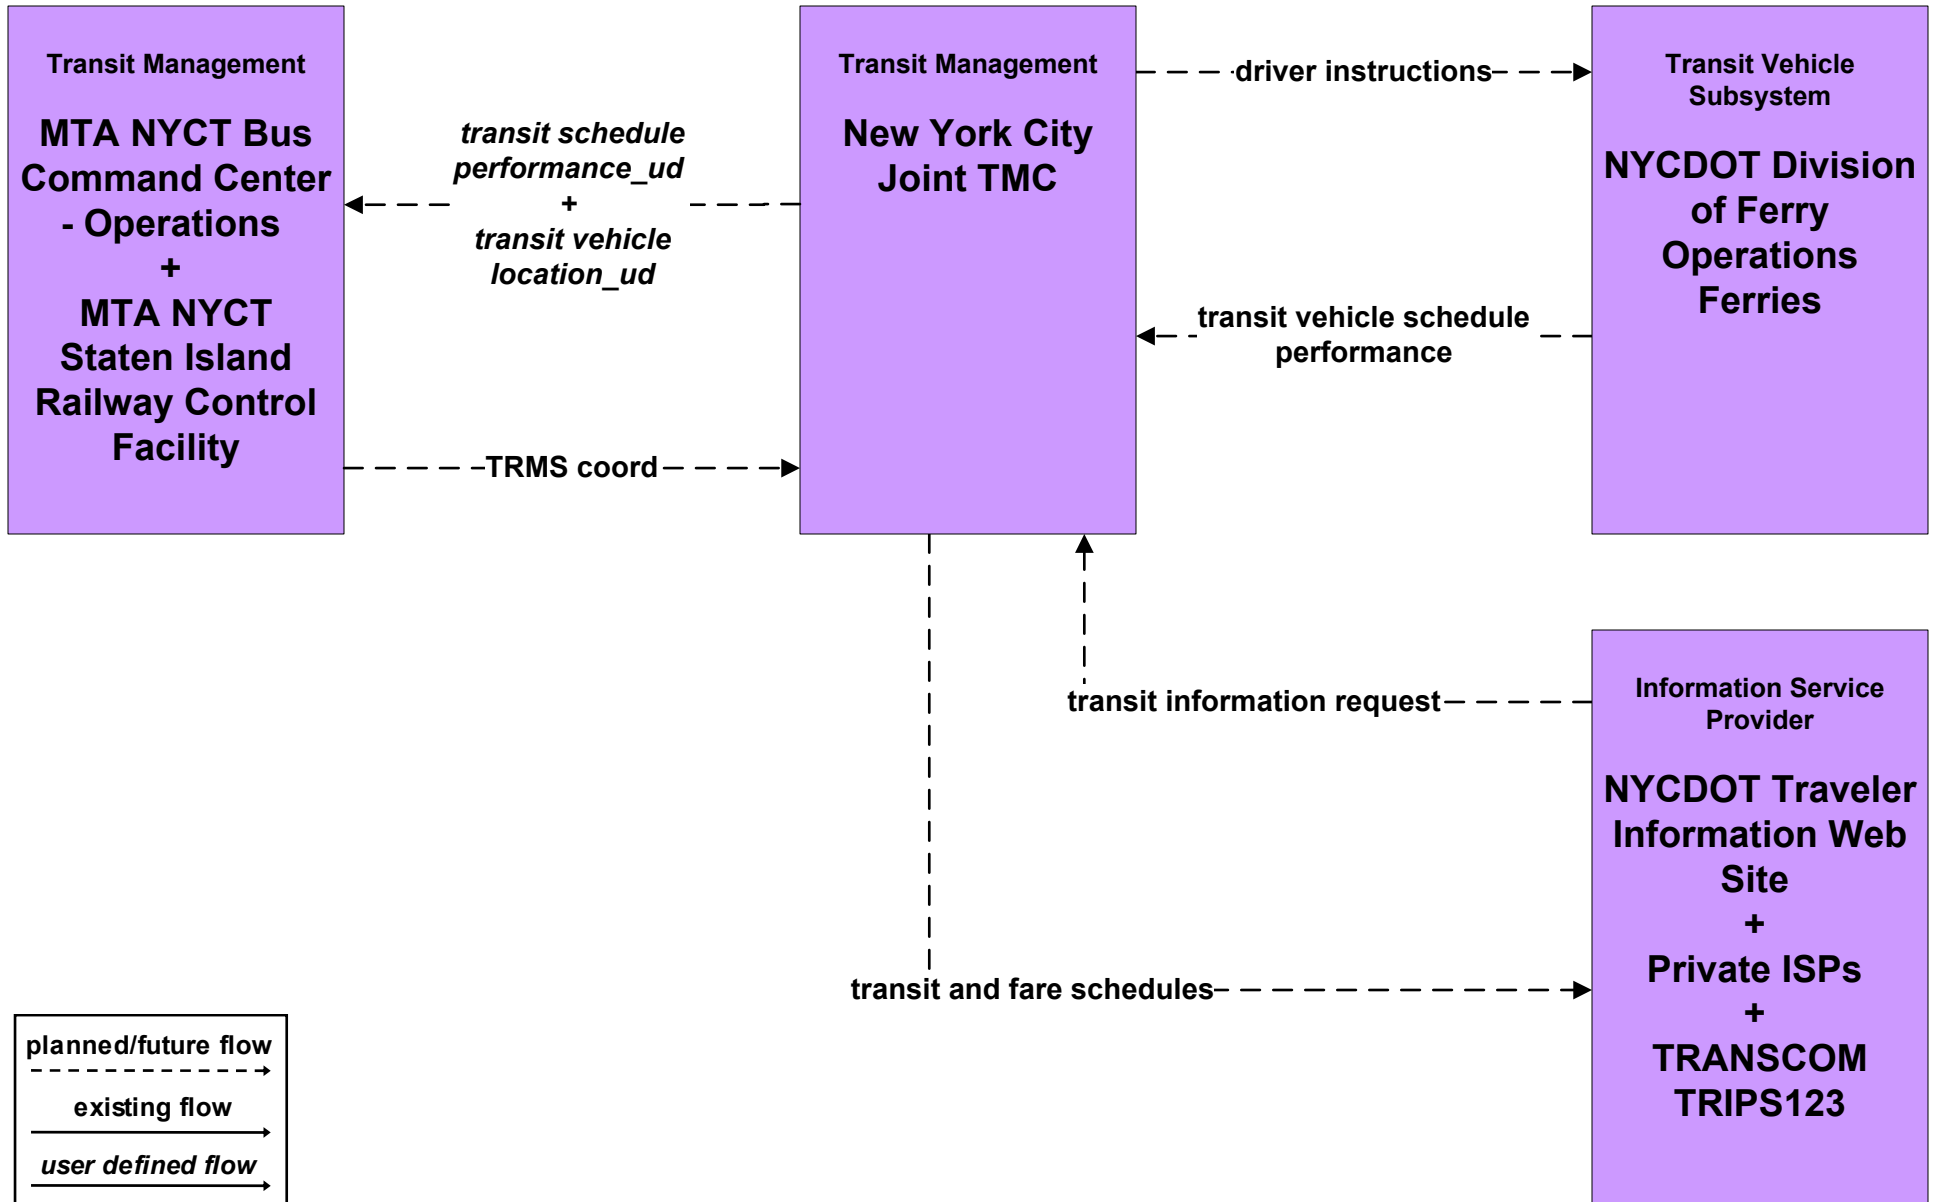 Transit Management
MTA NYCT Bus
Command Center
- Operations
+
MTA NYCT
Staten Island
Railway Control
Facility
transit schedule
performance_ud
+
transit vehicle
location_ud
TRMS coord
Transit Management
New York City
Joint TMC
driver instructions
transit vehicle schedule
performance
Transit Vehicle
Subsystem
NYCDOT Division
of Ferry
Operations
Ferries
transit information request
transit and fare schedules
Information Service
Provider
NYCDOT Traveler
Information Web
Site
+
Private ISPs
+
TRANSCOM
TRIPS123
planned/future flow
existing flow
user defined flow